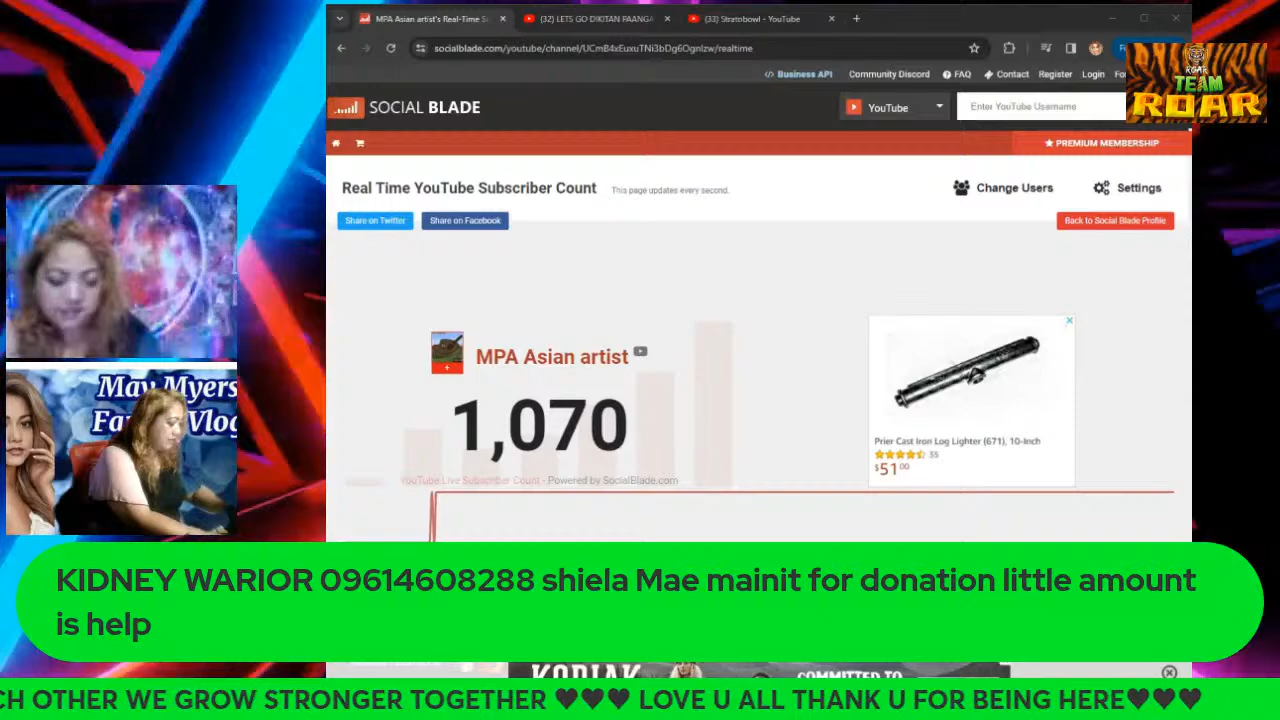 MPA Asian artist's Real-Time S
(32) LETS GO DIKITAN PAANGA
(33) Stratobowl - YouTube
socialblade.com/youtube/channel/UCmB4xEuxuTNi3bDg6OgnIzw/realtime
</> Business API
Community Discord
FAQ
Contact
Register
Login
SOCIAL BLADE
YouTube
Enter YouTube Username
ROAR
TEAM
ROAR
PREMIUM MEMBERSHIP
Real Time YouTube Subscriber Count
This page updates every second.
Change Users
Settings
Share on Twitter
Share on Facebook
Back to Social Blade Profile
MPA Asian artist
1,070
YouTube Live Subscriber Count - Powered by SocialBlade.com
Prier Cast Iron Log Lighter (671), 10-Inch
$5100
May Myers
KIDNEY WARIOR 09614608288 shiela Mae mainit for donation little amount
is help
KODIAK
COMMITTED TO
CH OTHER WE GROW STRONGER TOGETHER ♥♥♥ LOVE U ALL THANK U FOR BEING HERE♥♥♥